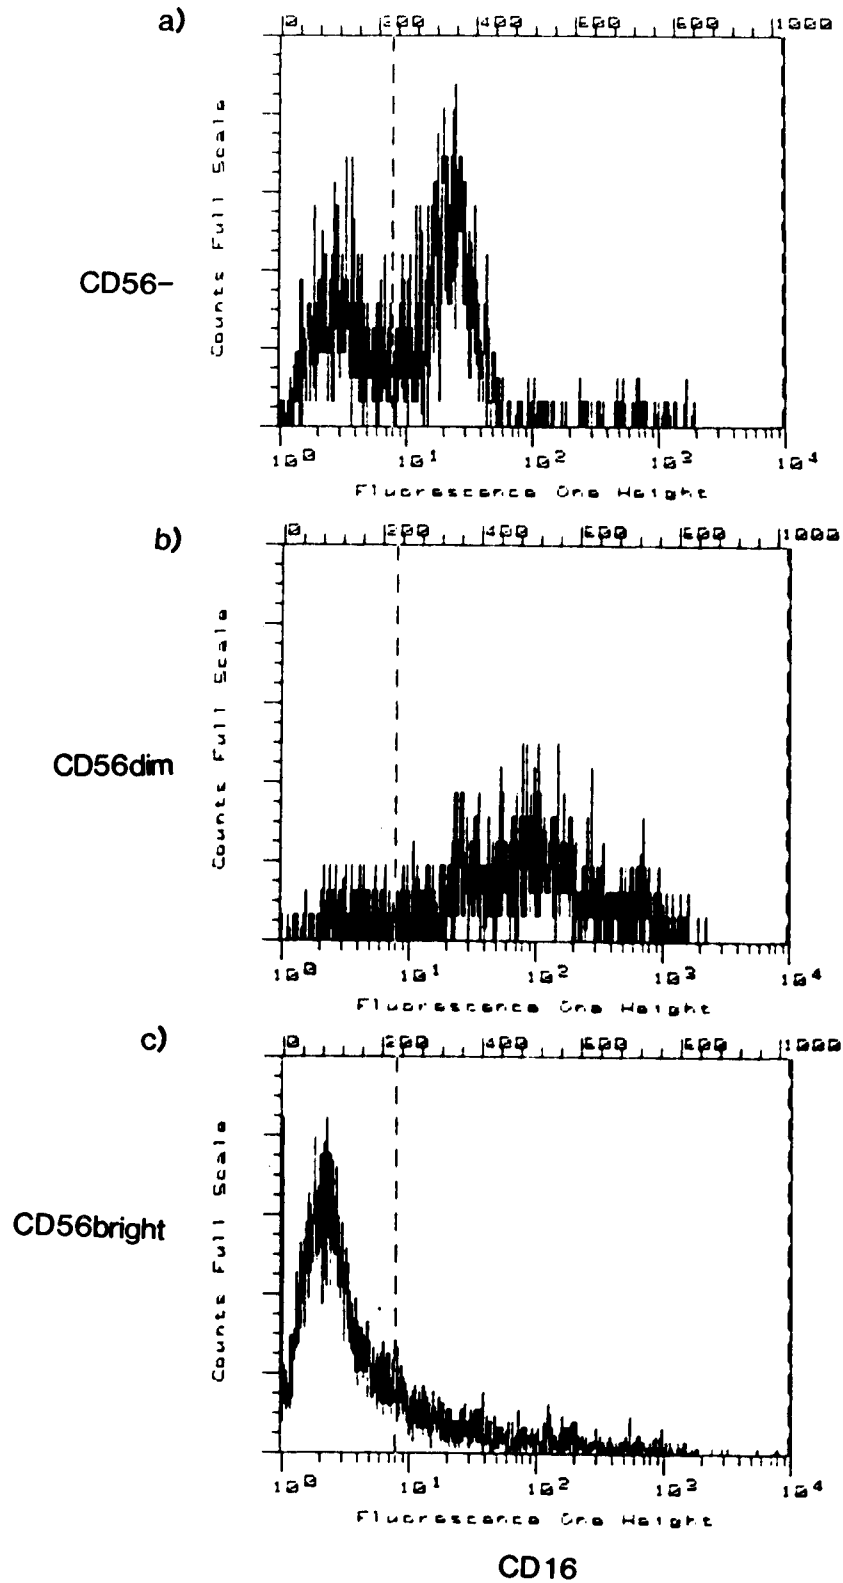 a)
0 200 400 600 800 1000
CD56-
Counts Full Scale
10^0 10^1 10^2 10^3 10^4
Fluorescence One Height
b)
0 200 400 600 800 1000
CD56dim
Counts Full Scale
10^0 10^1 10^2 10^3 10^4
Fluorescence One Height
c)
0 200 400 600 800 1000
CD56bright
Counts Full Scale
10^0 10^1 10^2 10^3 10^4
Fluorescence One Height
CD16